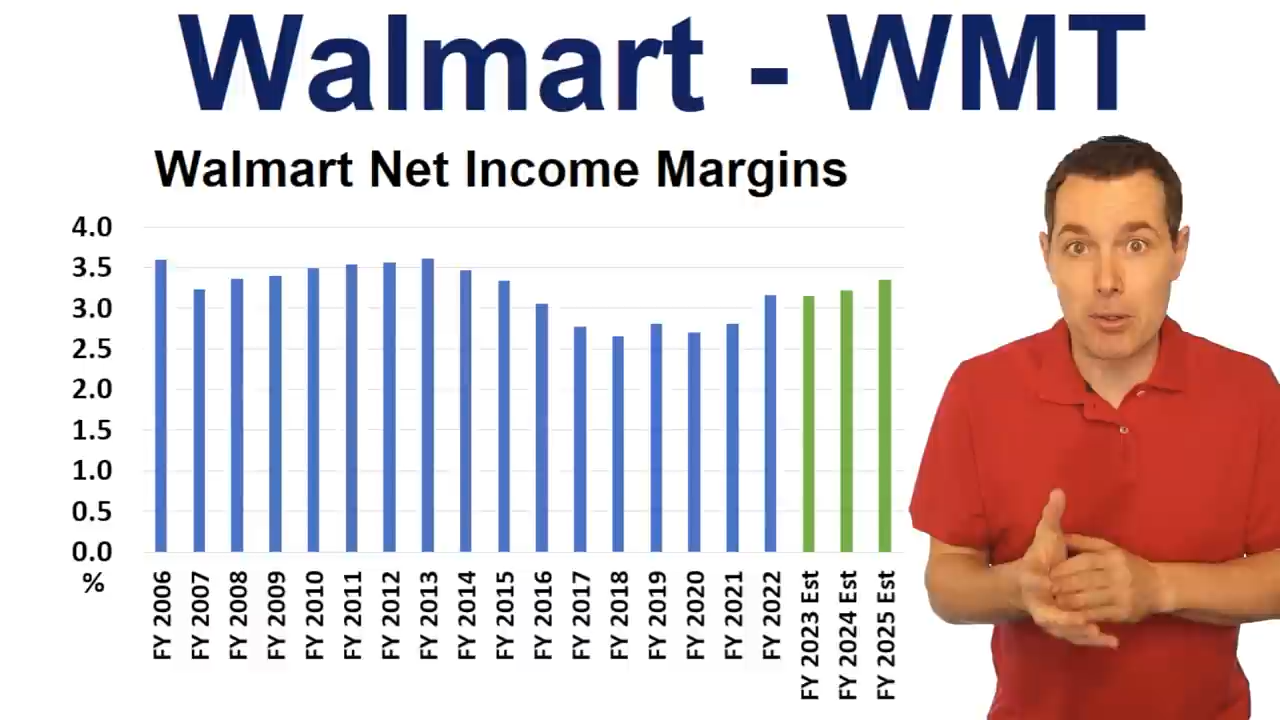 Walmart - WMT
Walmart Net Income Margins
4.0
3.5
3.0
2.5
2.0
1.5
1.0
0.5
0.0
%
FY 2006
FY 2007
FY 2008
FY 2009
FY 2010
FY 2011
FY 2012
FY 2013
FY 2014
FY 2015
FY 2016
FY 2017
FY 2018
FY 2019
FY 2020
FY 2021
FY 2022
FY 2023 Est
FY 2024 Est
FY 2025 Est